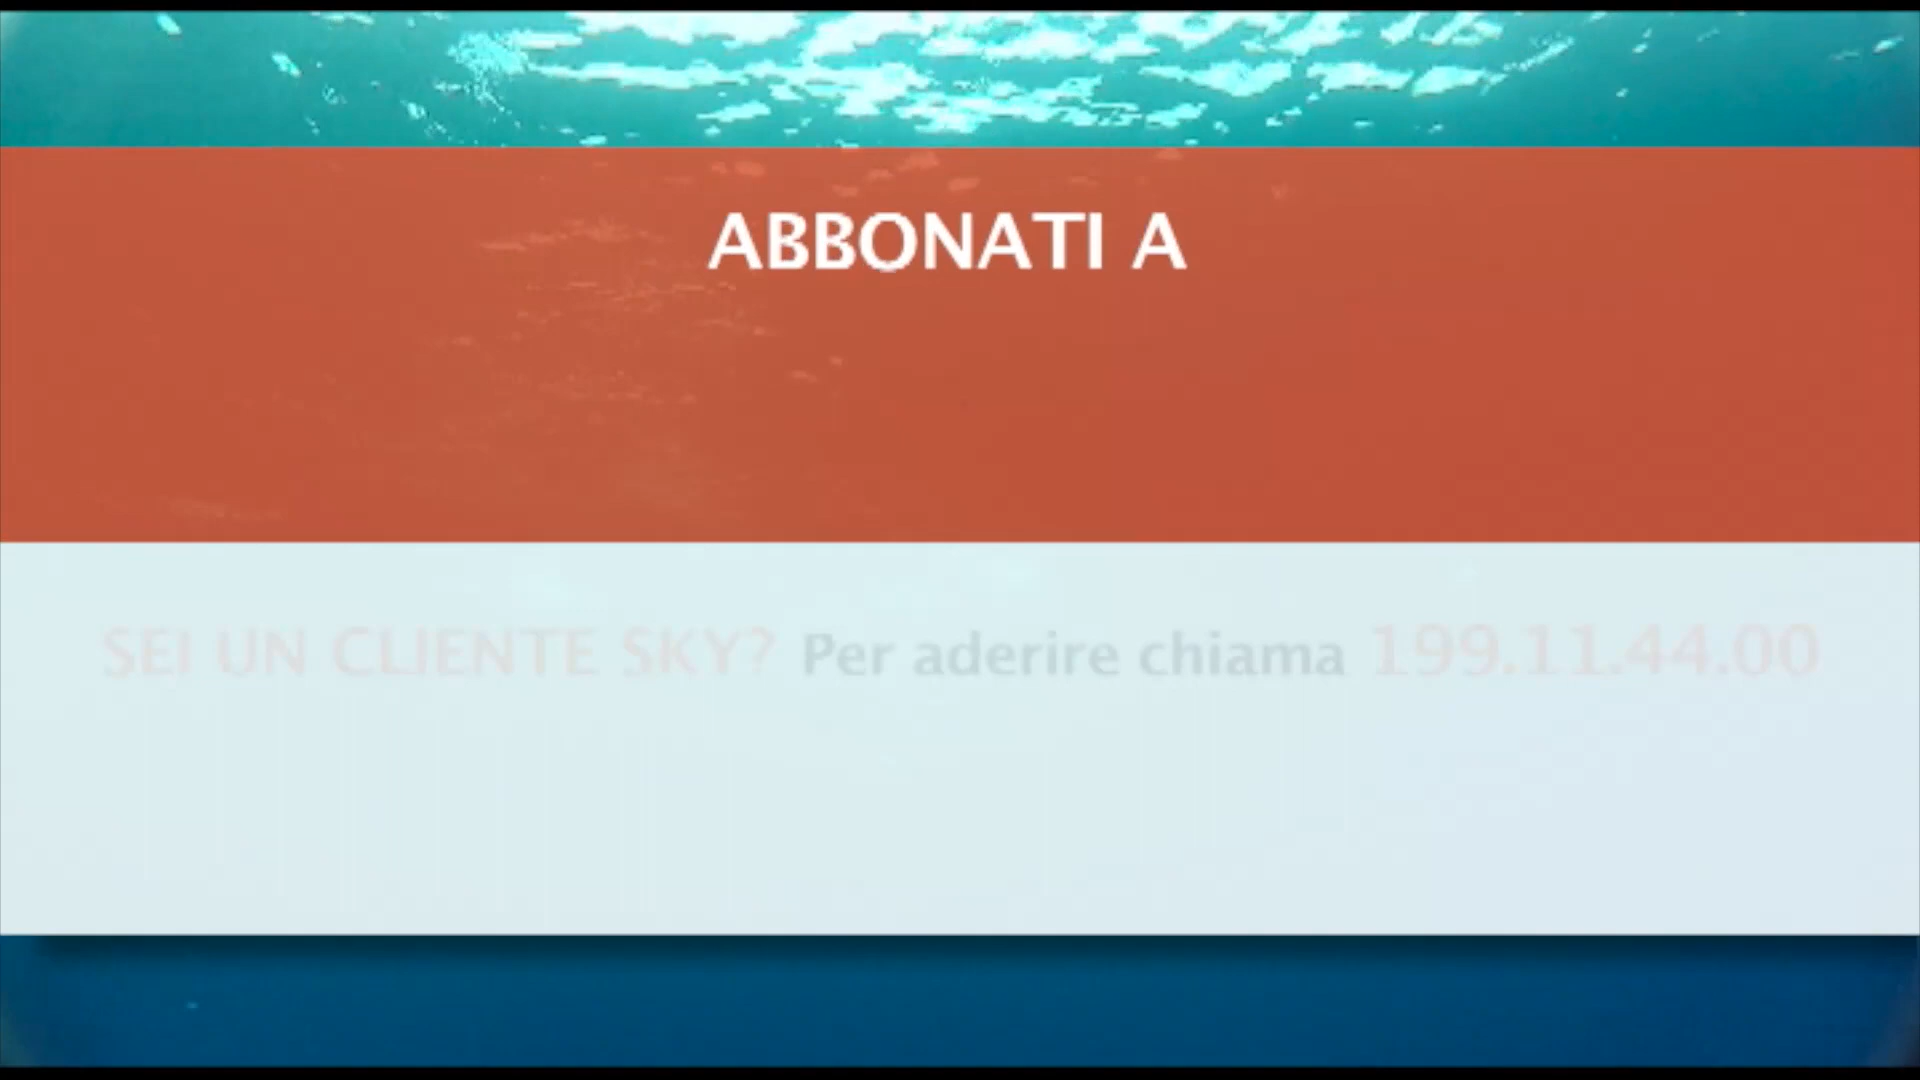 ABBONATI A
SEI UN CLIENTE SKY? Per aderire chiama 199.11.44.00